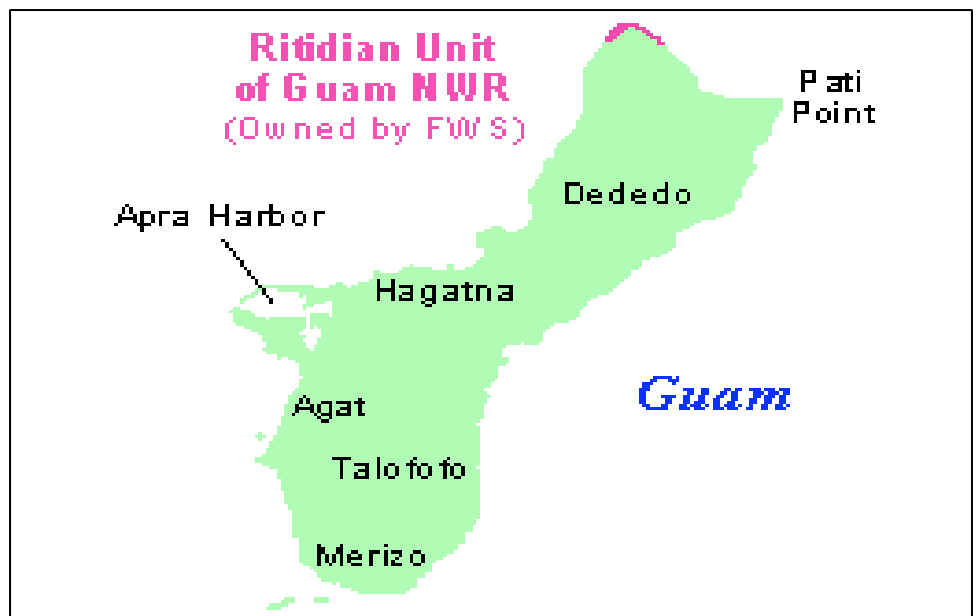 Ritidian Unit
of Guam NWR
(Owned by FWS)
Pati
Point
Dededo
Apra Harbor
Hagatna
Guam
Agat
Talofofo
Merizo